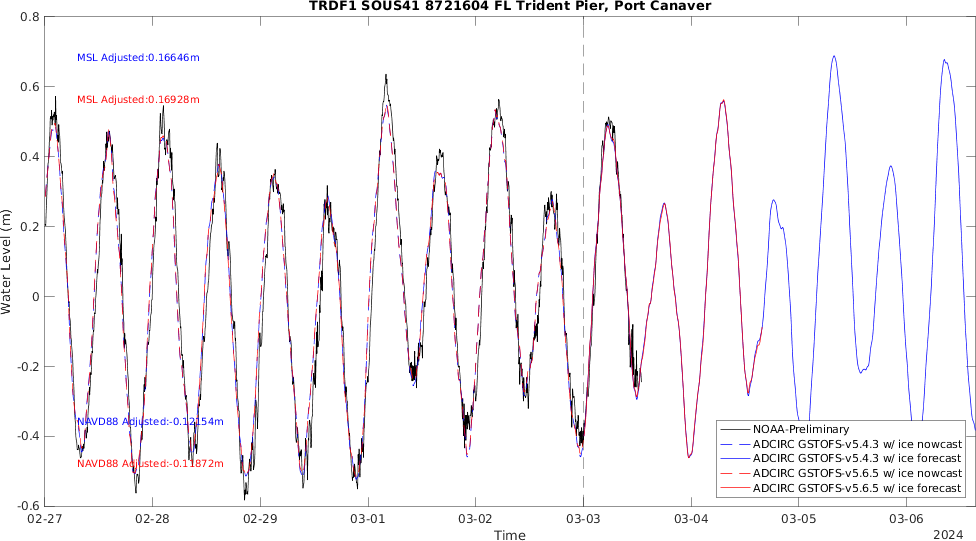 TRDF1 SOUS41 8721604 FL Trident Pier, Port Canaver
0.8
0.6
0.4
0.2
0
-0.2
-0.4
-0.6
Water Level (m)
MSL Adjusted:0.16646m
MSL Adjusted:0.16928m
NAVD88 Adjusted:-0.12154m
NAVD88 Adjusted:-0.11872m
NOAA-Preliminary
ADCIRC GSTOFS-v5.4.3 w/ ice nowcast
ADCIRC GSTOFS-v5.4.3 w/ ice forecast
ADCIRC GSTOFS-v5.6.5 w/ ice nowcast
ADCIRC GSTOFS-v5.6.5 w/ ice forecast
02-27 02-28 02-29 03-01 03-02 03-03 03-04 03-05 03-06
Time
2024